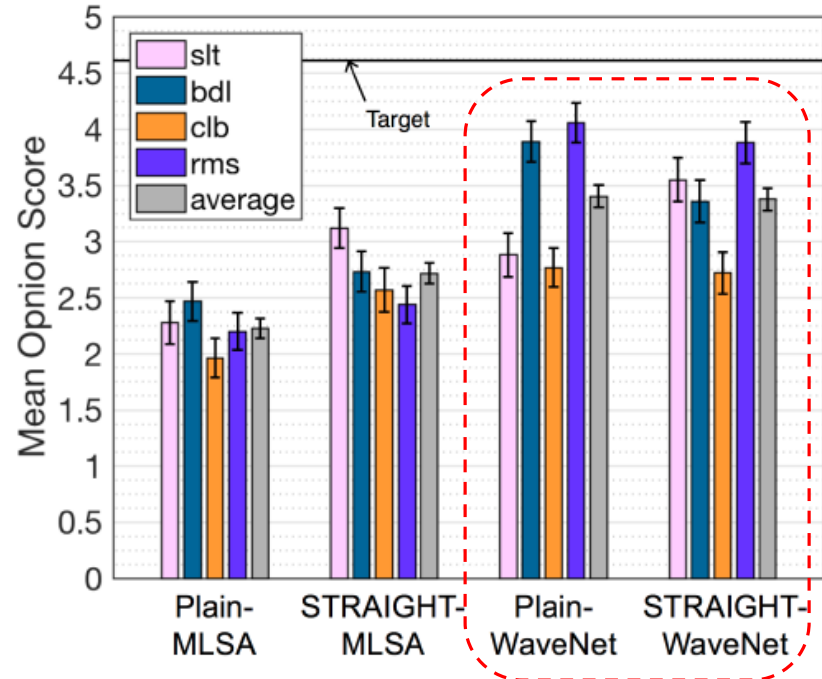 5
4.5
4
3.5
3
2.5
2
1.5
1
0.5
0
Mean Opnion Score
slt
bdl
clb
rms
average
Target
Plain-
MLSA
STRAIGHT-
MLSA
Plain-
WaveNet
STRAIGHT-
WaveNet